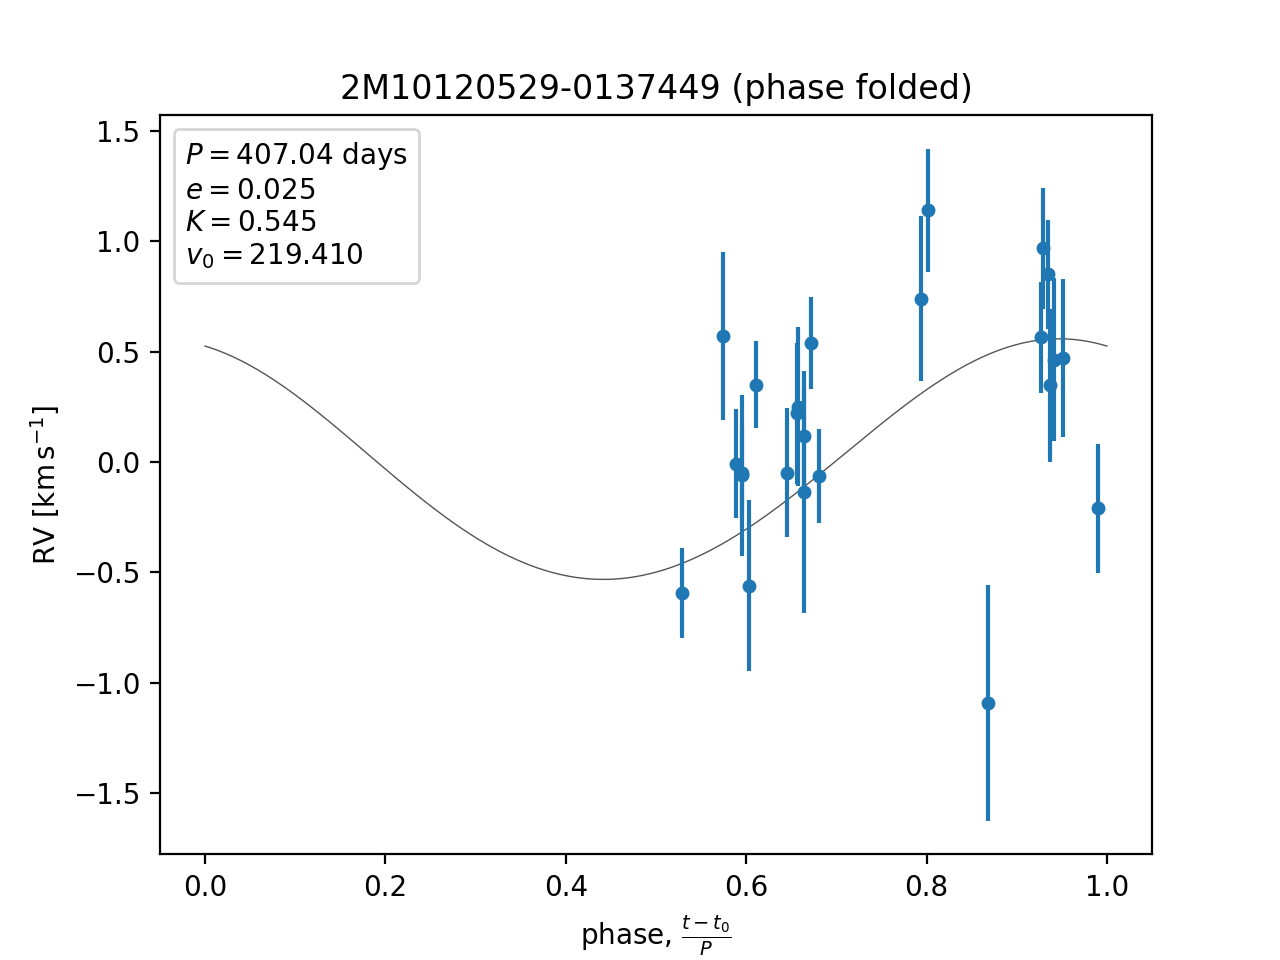 2M10120529-0137449 (phase folded)
P = 407.04 days
e = 0.025
K = 0.545
v₀ = 219.410
1.5
1.0
0.5
0.0
−0.5
−1.0
−1.5
RV [km s⁻¹]
0.0 0.2 0.4 0.6 0.8 1.0
phase, (t − t₀)/P